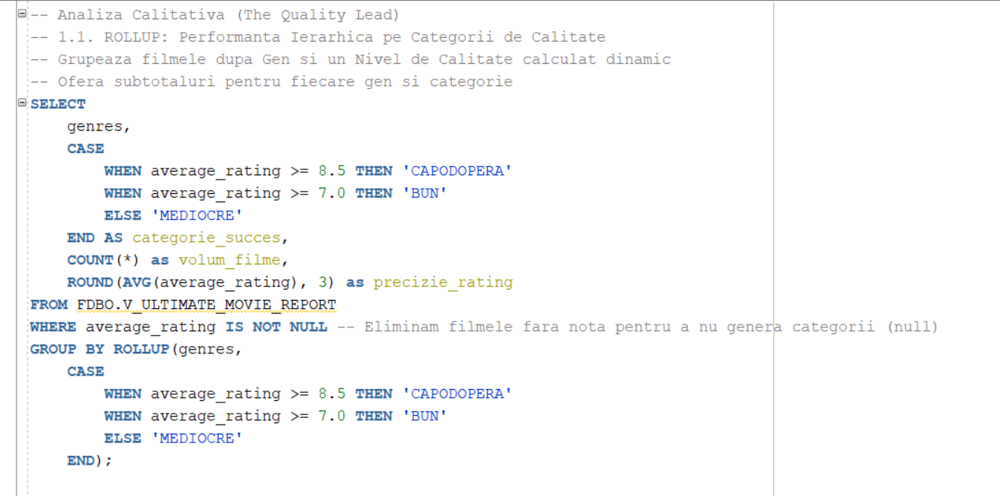 -- Analiza Calitativa (The Quality Lead)
-- 1.1. ROLLUP: Performanta Ierarhica pe Categorii de Calitate
-- Grupeaza filmele dupa Gen si un Nivel de Calitate calculat dinamic
-- Ofera subtotaluri pentru fiecare gen si categorie
SELECT
    genres,
    CASE
        WHEN average_rating >= 8.5 THEN 'CAPODOPERA'
        WHEN average_rating >= 7.0 THEN 'BUN'
        ELSE 'MEDIOCRE'
    END AS categorie_succes,
    COUNT(*) as volum_filme,
    ROUND(AVG(average_rating), 3) as precizie_rating
FROM FDBO.V_ULTIMATE_MOVIE_REPORT
WHERE average_rating IS NOT NULL -- Eliminam filmele fara nota pentru a nu genera categorii (null)
GROUP BY ROLLUP(genres,
    CASE
        WHEN average_rating >= 8.5 THEN 'CAPODOPERA'
        WHEN average_rating >= 7.0 THEN 'BUN'
        ELSE 'MEDIOCRE'
    END);